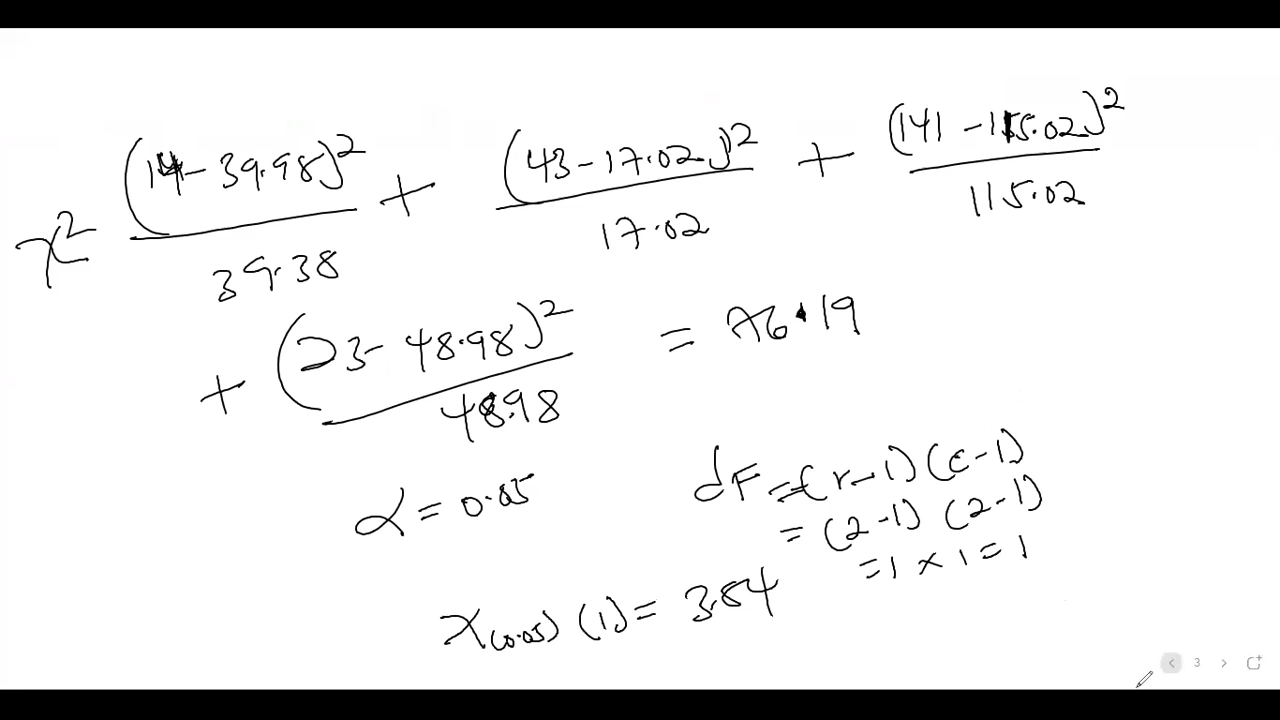 χ² (14 - 39.98)² / 39.38 + (43 - 17.02)² / 17.02 + (141 - 115.02)² / 115.02
+ (23 - 48.98)² / 48.98 = 76.19
α = 0.05
dF = (r - 1) (c - 1)
= (2 - 1) (2 - 1)
= 1 × 1 = 1
χ(0.05) (1) = 3.84
3